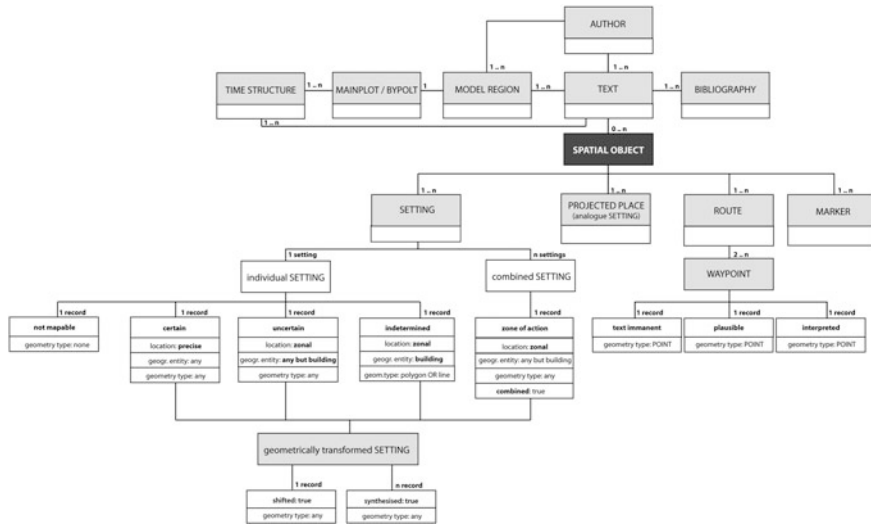 AUTHOR
1 .. n
1 .. n
TIME STRUCTURE
1 .. n
MAINPLOT / BYPOLT
1
MODEL REGION
1 .. n
TEXT
1 .. n
BIBLIOGRAPHY
1 .. n
0 .. n
SPATIAL OBJECT
1 .. n
1 .. n
1 .. n
1 .. n
SETTING
PROJECTED PLACE
(analogue SETTING)
ROUTE
MARKER
2 .. n
WAYPOINT
1 setting
n settings
individual SETTING
combined SETTING
1 record
1 record
1 record
1 record
1 record
1 record
1 record
1 record
not mapable
geometry type: none
certain
location: precise
geogr. entity: any
geometry type: any
uncertain
location: zonal
geogr. entity: any but building
geometry type: any
indetermined
location: zonal
geogr. entity: building
geom.type: polygon OR line
zone of action
location: zonal
geogr. entity: any but building
geometry type: any
combined: true
text immanent
geometry type: POINT
plausible
geometry type: POINT
interpreted
geometry type: POINT
geometrically transformed SETTING
1 record
n record
shifted: true
geometry type: any
synthesised: true
geometry type: any